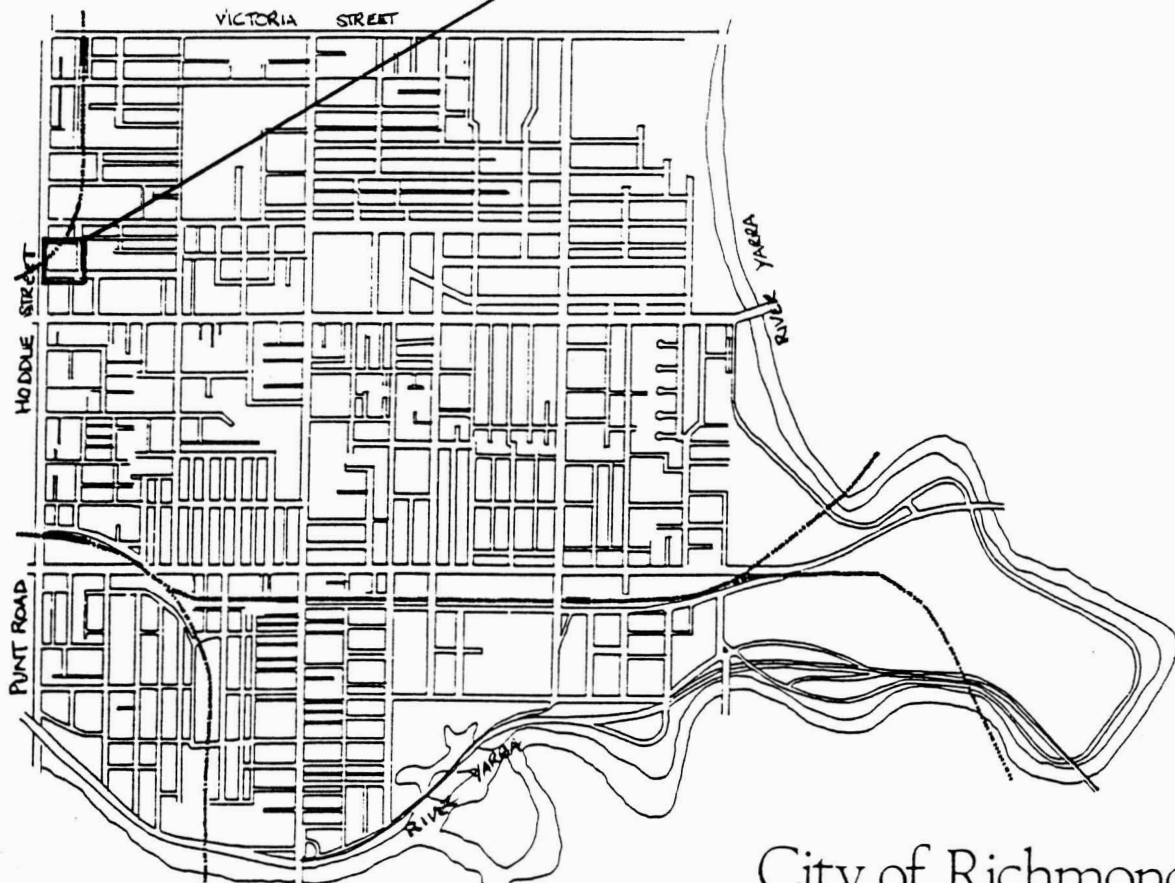 VICTORIA STREET
HODDLE STREET
YARRA
RIVER
PUNT ROAD
YARRA
RIVER
City of Richmond